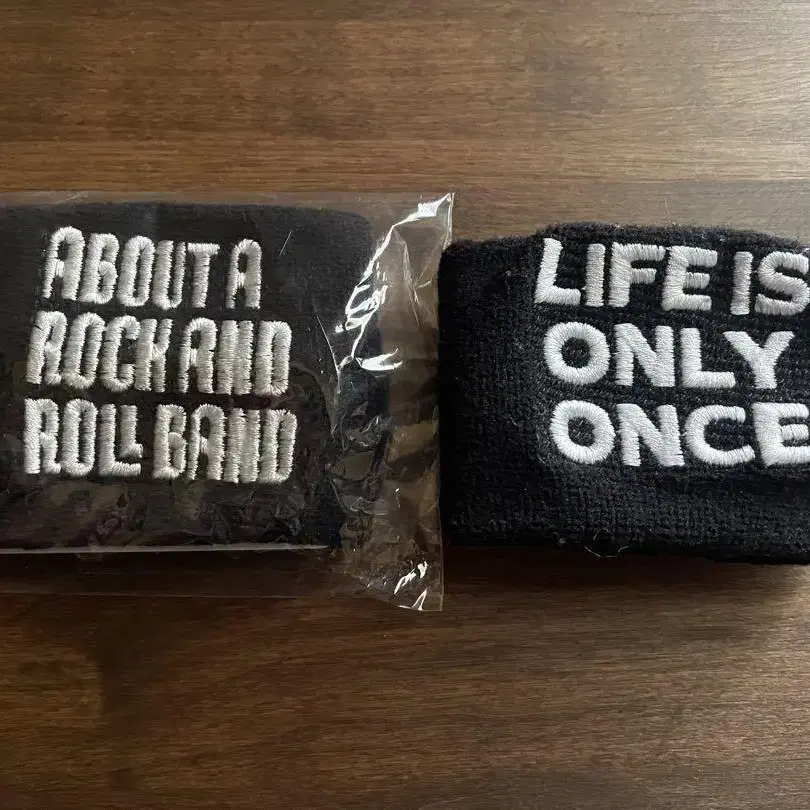 ABOUT A
ROCK AND
ROLL BAND
LIFE IS
ONLY
ONCE